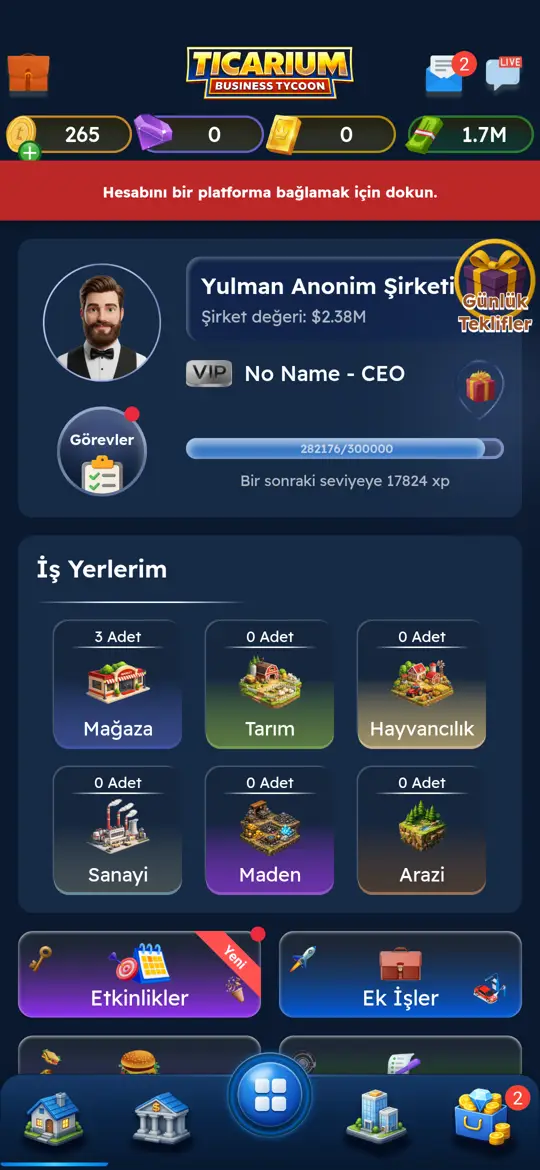 TICARIUM
BUSINESS TYCOON
2
LIVE
265
0
0
1.7M
Hesabını bir platforma bağlamak için dokun.
Yulman Anonim Şirketi
Şirket değeri: $2.38M
Günlük
Teklifler
VIP
No Name - CEO
Görevler
282176/300000
Bir sonraki seviyeye 17824 xp
İş Yerlerim
3 Adet
0 Adet
0 Adet
Mağaza
Tarım
Hayvancılık
0 Adet
0 Adet
0 Adet
Sanayi
Maden
Arazi
Yeni
Etkinlikler
Ek İşler
2